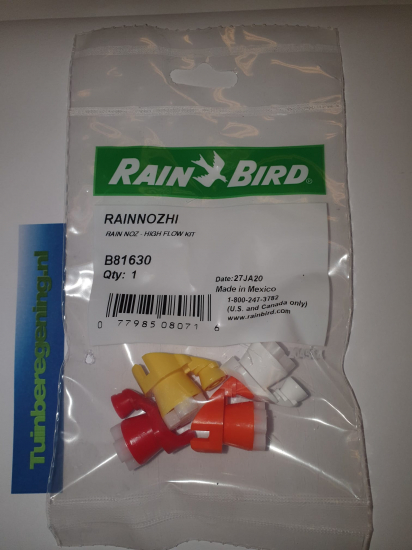 RAIN BIRD®
RAINNOZHI
RAIN NOZ - HIGH FLOW KIT
B81630
Qty: 1
Date:27JA20
Made in Mexico
1-800-247-3782
(U.S. and Canada only)
www.rainbird.com
0 77985 08071 6
Tuinberegening.nl